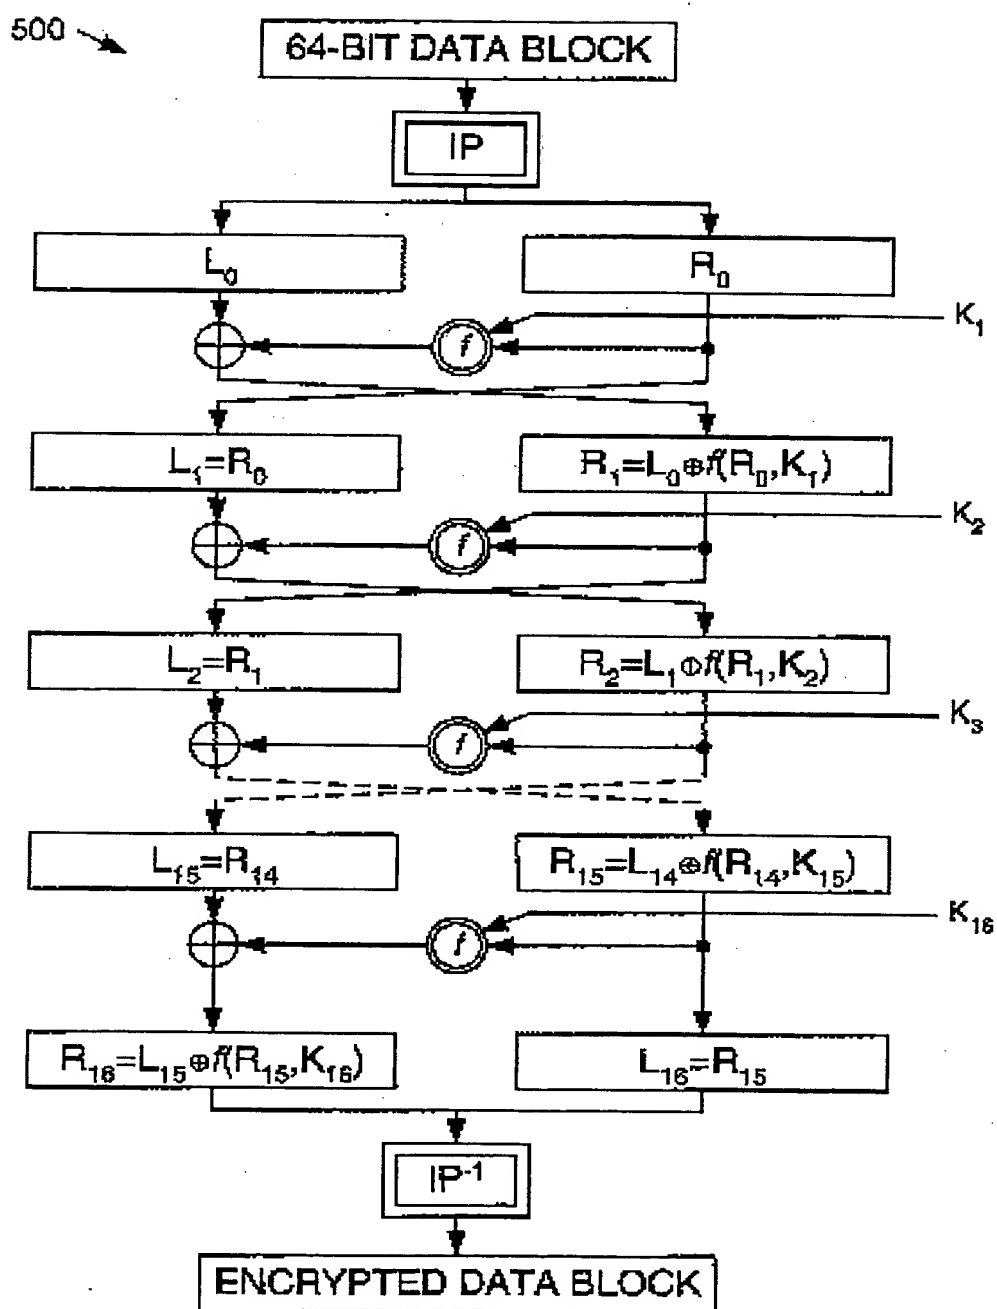 500
64-BIT DATA BLOCK
IP
L₀
R₀
K₁
f
L₁=R₀
R₁=L₀⊕f(R₀,K₁)
K₂
f
L₂=R₁
R₂=L₁⊕f(R₁,K₂)
K₃
f
L₁₅=R₁₄
R₁₅=L₁₄⊕f(R₁₄,K₁₅)
K₁₆
f
R₁₆=L₁₅⊕f(R₁₅,K₁₆)
L₁₆=R₁₅
IP⁻¹
ENCRYPTED DATA BLOCK